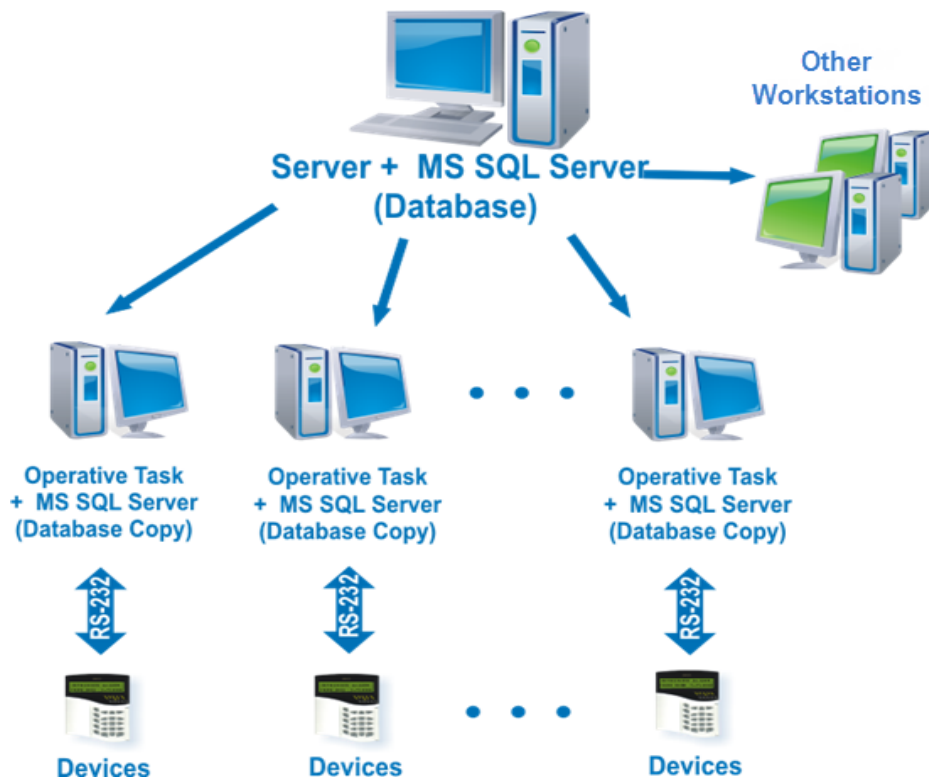 Other
Workstations
Server + MS SQL Server
(Database)
Operative Task
+ MS SQL Server
(Database Copy)
Operative Task
+ MS SQL Server
(Database Copy)
Operative Task
+ MS SQL Server
(Database Copy)
RS-232
RS-232
RS-232
Devices
Devices
Devices